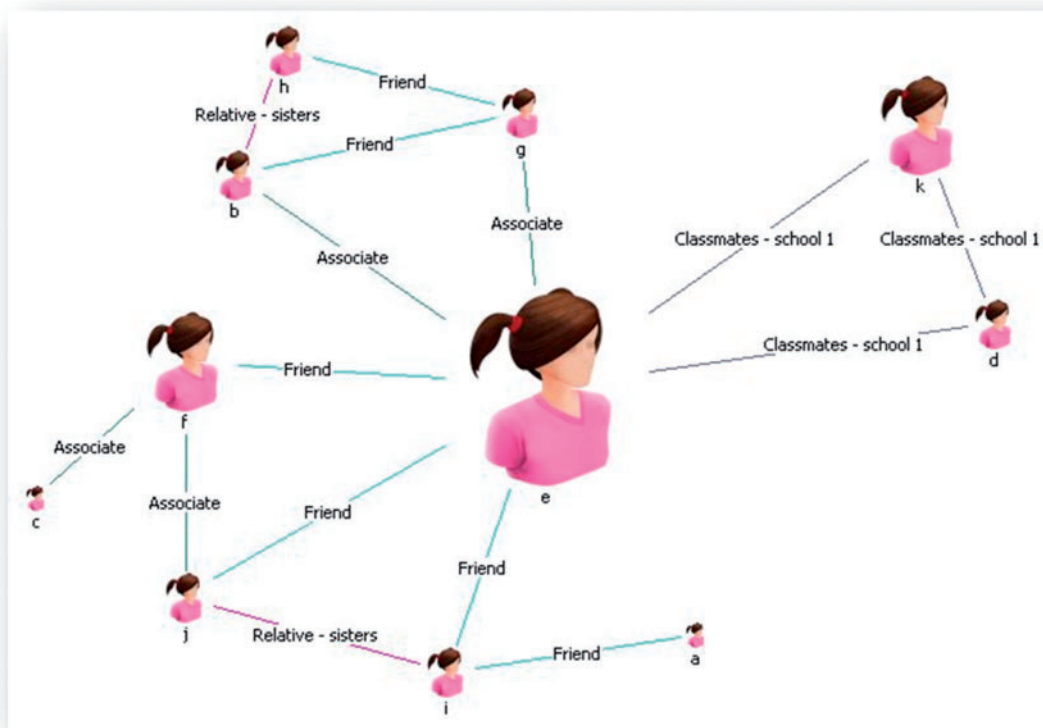 h
Friend
Relative - sisters
g
Friend
k
b
Associate
Classmates - school 1
Classmates - school 1
Associate
Classmates - school 1
d
Friend
f
Associate
e
c
Associate
Friend
Friend
j
Relative - sisters
Friend
a
i